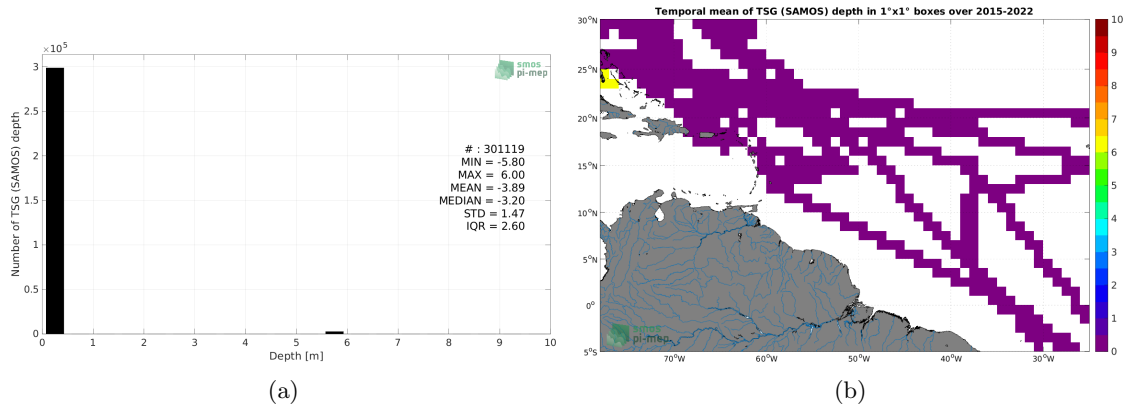 ×10⁵
3
2.5
2
1.5
1
0.5
0
0 1 2 3 4 5 6 7 8 9 10
Number of TSG (SAMOS) depth
Depth [m]
smos
pi-mep
# : 301119
MIN = -5.80
MAX = 6.00
MEAN = -3.89
MEDIAN = -3.20
STD = 1.47
IQR = 2.60
(a)
Temporal mean of TSG (SAMOS) depth in 1°x1° boxes over 2015-2022
30°N
25°N
20°N
15°N
10°N
5°N
0°
5°S
70°W 60°W 50°W 40°W 30°W
smos
pi-mep
10
9
8
7
6
5
4
3
2
1
0
(b)